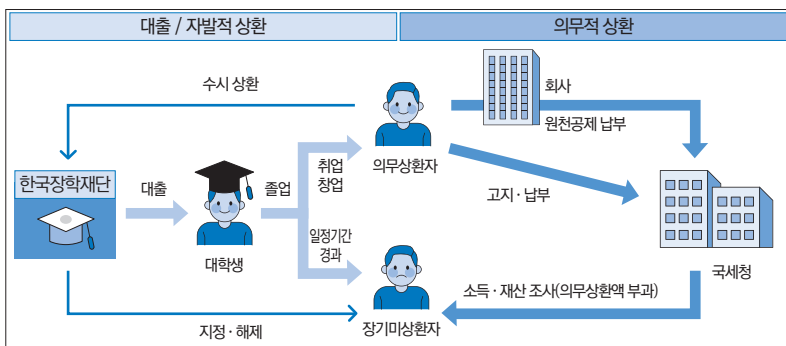 대출 / 자발적 상환
의무적 상환
수시 상환
회사
원천공제 납부
의무상환자
한국장학재단
대출
졸업
취업
창업
고지·납부
대학생
일정기간
경과
국세청
소득·재산 조사(의무상환액 부과)
장기미상환자
지정·해제